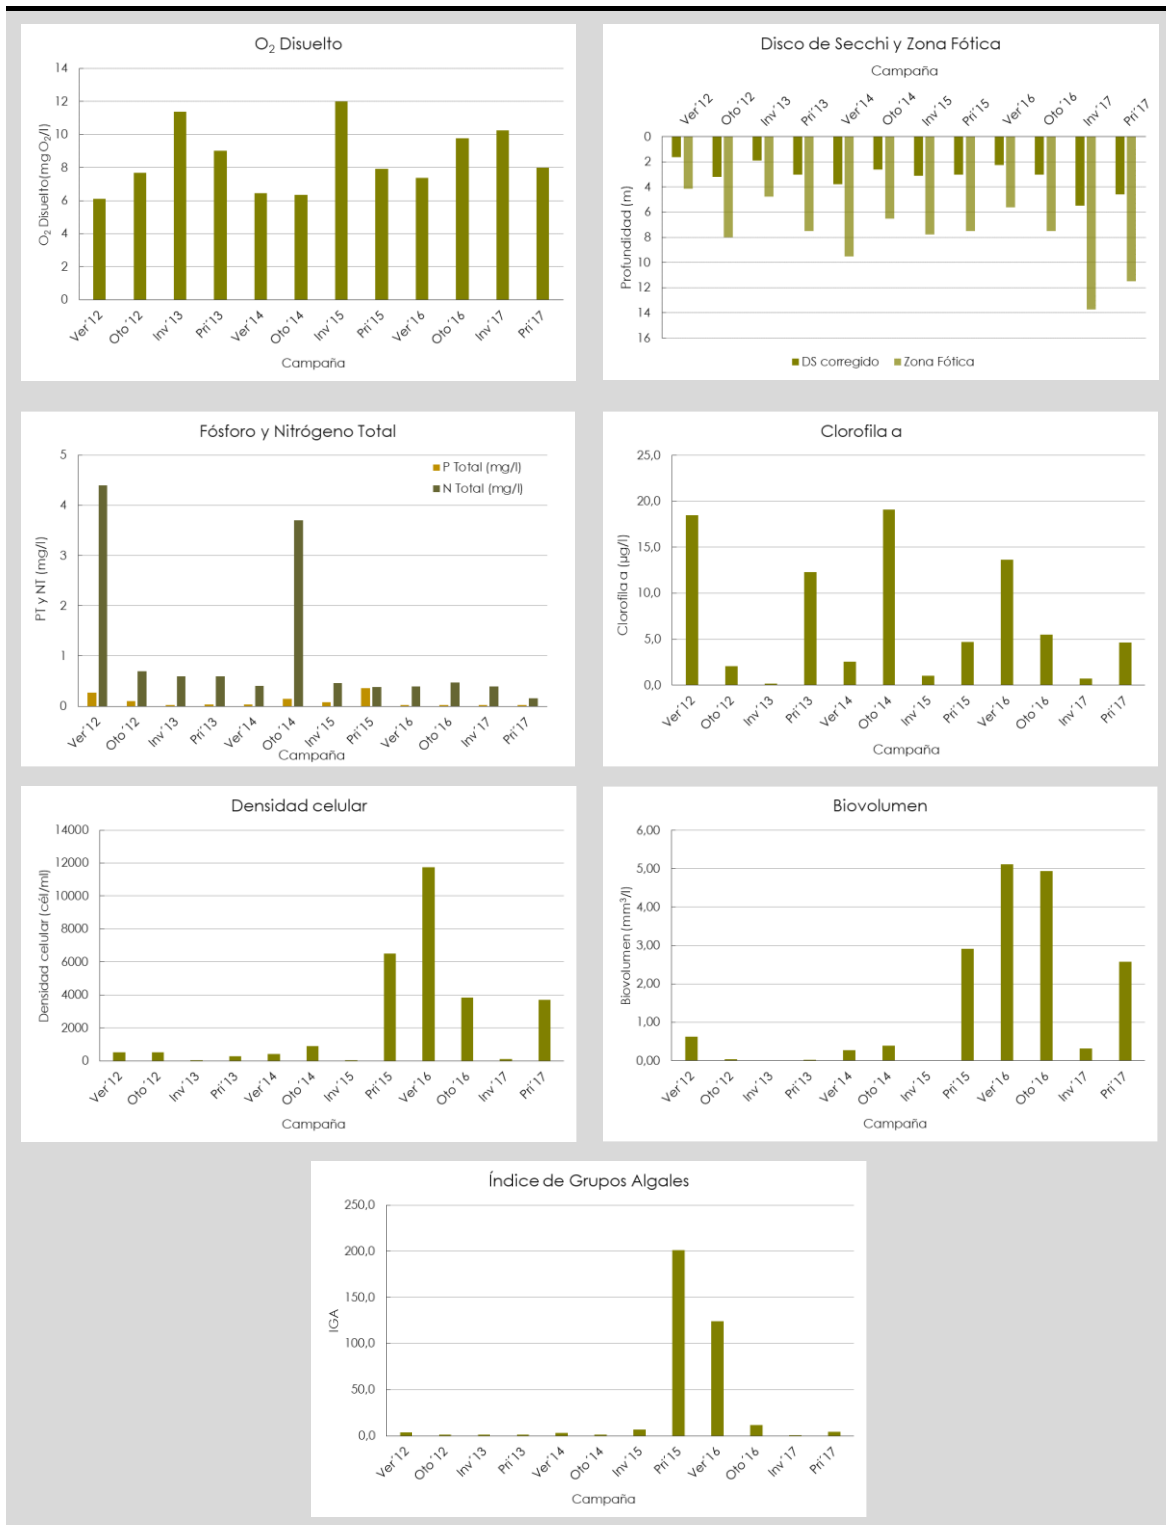 O₂ Disuelto
14
12
10
8
6
4
2
0
O₂ Disuelto(mg O₂/l)
Ver´12 Oto´12 Inv´13 Pri´13 Ver´14 Oto´14 Inv´15 Pri´15 Ver´16 Oto´16 Inv´17 Pri´17
Campaña
Disco de Secchi y Zona Fótica
Campaña
Ver´12 Oto´12 Inv´13 Pri´13 Ver´14 Oto´14 Inv´15 Pri´15 Ver´16 Oto´16 Inv´17 Pri´17
0
2
4
6
8
10
12
14
16
Profundidad (m)
DS corregido Zona Fótica
Fósforo y Nitrógeno Total
5
4
3
2
1
0
PT y NT (mg/l)
P Total (mg/l)
N Total (mg/l)
Ver´12 Oto´12 Inv´13 Pri´13 Ver´14 Oto´14 Inv´15 Pri´15 Ver´16 Oto´16 Inv´17 Pri´17
Campaña
Clorofila a
25,0
20,0
15,0
10,0
5,0
0,0
Clorofila a (µg/l)
Ver´12 Oto´12 Inv´13 Pri´13 Ver´14 Oto´14 Inv´15 Pri´15 Ver´16 Oto´16 Inv´17 Pri´17
Campaña
Densidad celular
14000
12000
10000
8000
6000
4000
2000
0
Densidad celular (cél/ml)
Ver´12 Oto´12 Inv´13 Pri´13 Ver´14 Oto´14 Inv´15 Pri´15 Ver´16 Oto´16 Inv´17 Pri´17
Campaña
Biovolumen
6,00
5,00
4,00
3,00
2,00
1,00
0,00
Biovolumen (mm³/l)
Ver´12 Oto´12 Inv´13 Pri´13 Ver´14 Oto´14 Inv´15 Pri´15 Ver´16 Oto´16 Inv´17 Pri´17
Campaña
Índice de Grupos Algales
250,0
200,0
150,0
100,0
50,0
0,0
IGA
Ver´12 Oto´12 Inv´13 Pri´13 Ver´14 Oto´14 Inv´15 Pri´15 Ver´16 Oto´16 Inv´17 Pri´17
Campaña